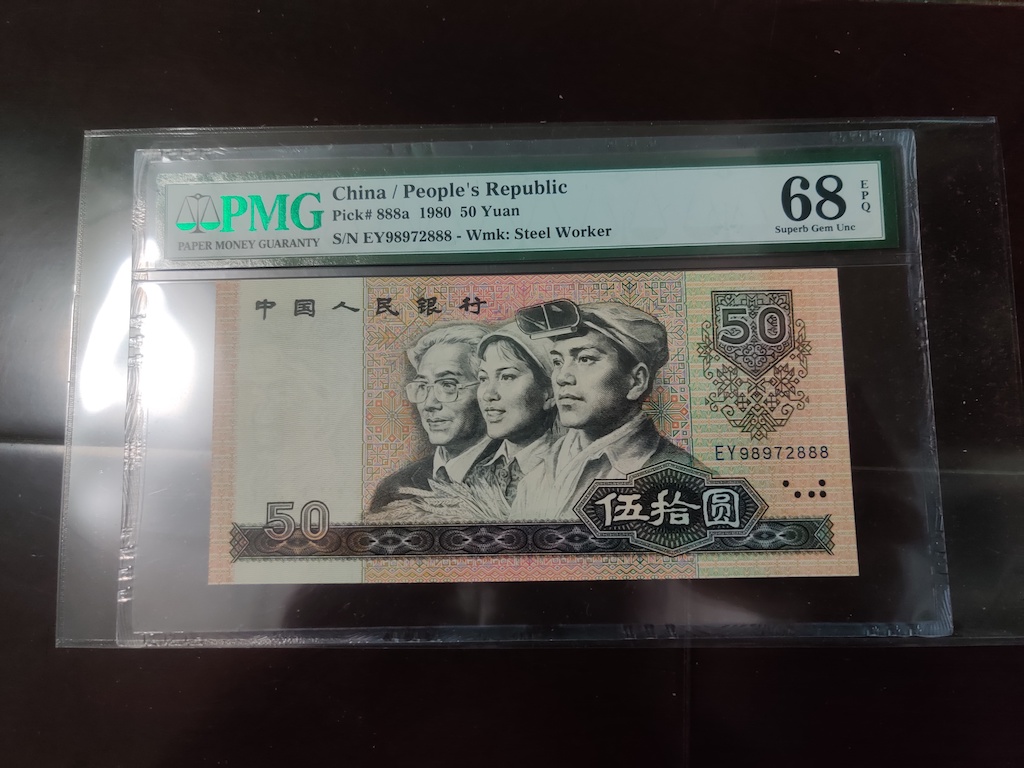 PMG
PAPER MONEY GUARANTY
China / People's Republic
Pick# 888a 1980 50 Yuan
S/N EY98972888 - Wmk: Steel Worker
68
EPQ
Superb Gem Unc
中国人民银行
50
EY98972888
50
伍拾圆